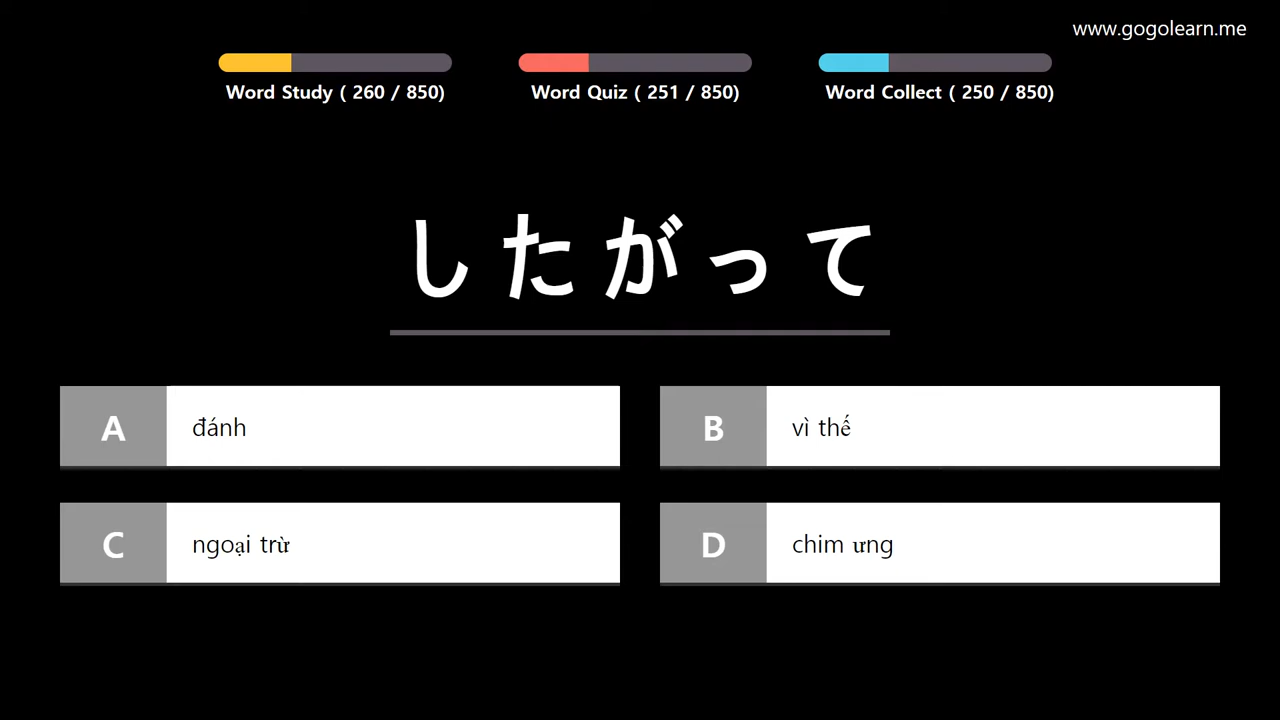 www.gogolearn.me
Word Study ( 260 / 850)
Word Quiz ( 251 / 850)
Word Collect ( 250 / 850)
したがって
A đánh
B vì thế
C ngoại trừ
D chim ưng